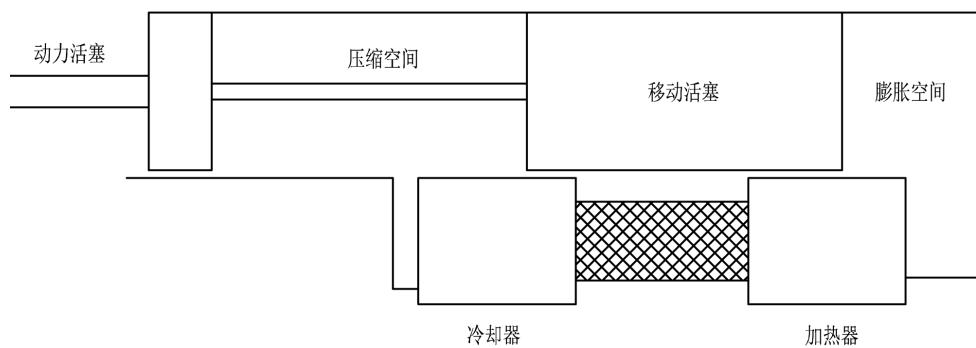 动力活塞
压缩空间
移动活塞
膨胀空间
冷却器
加热器